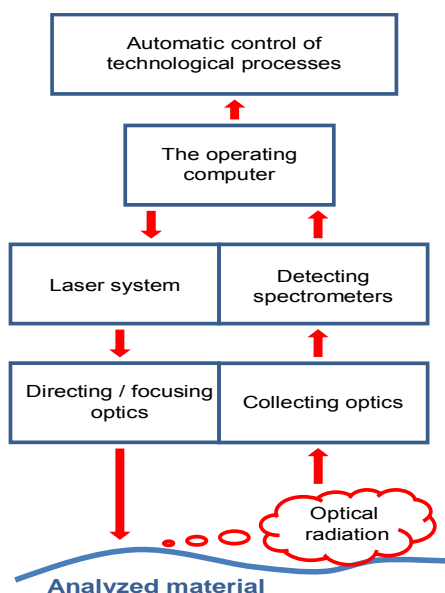 Automatic control of
technological processes
The operating
computer
Laser system
Detecting
spectrometers
Directing / focusing
optics
Collecting optics
Optical
radiation
Analyzed material